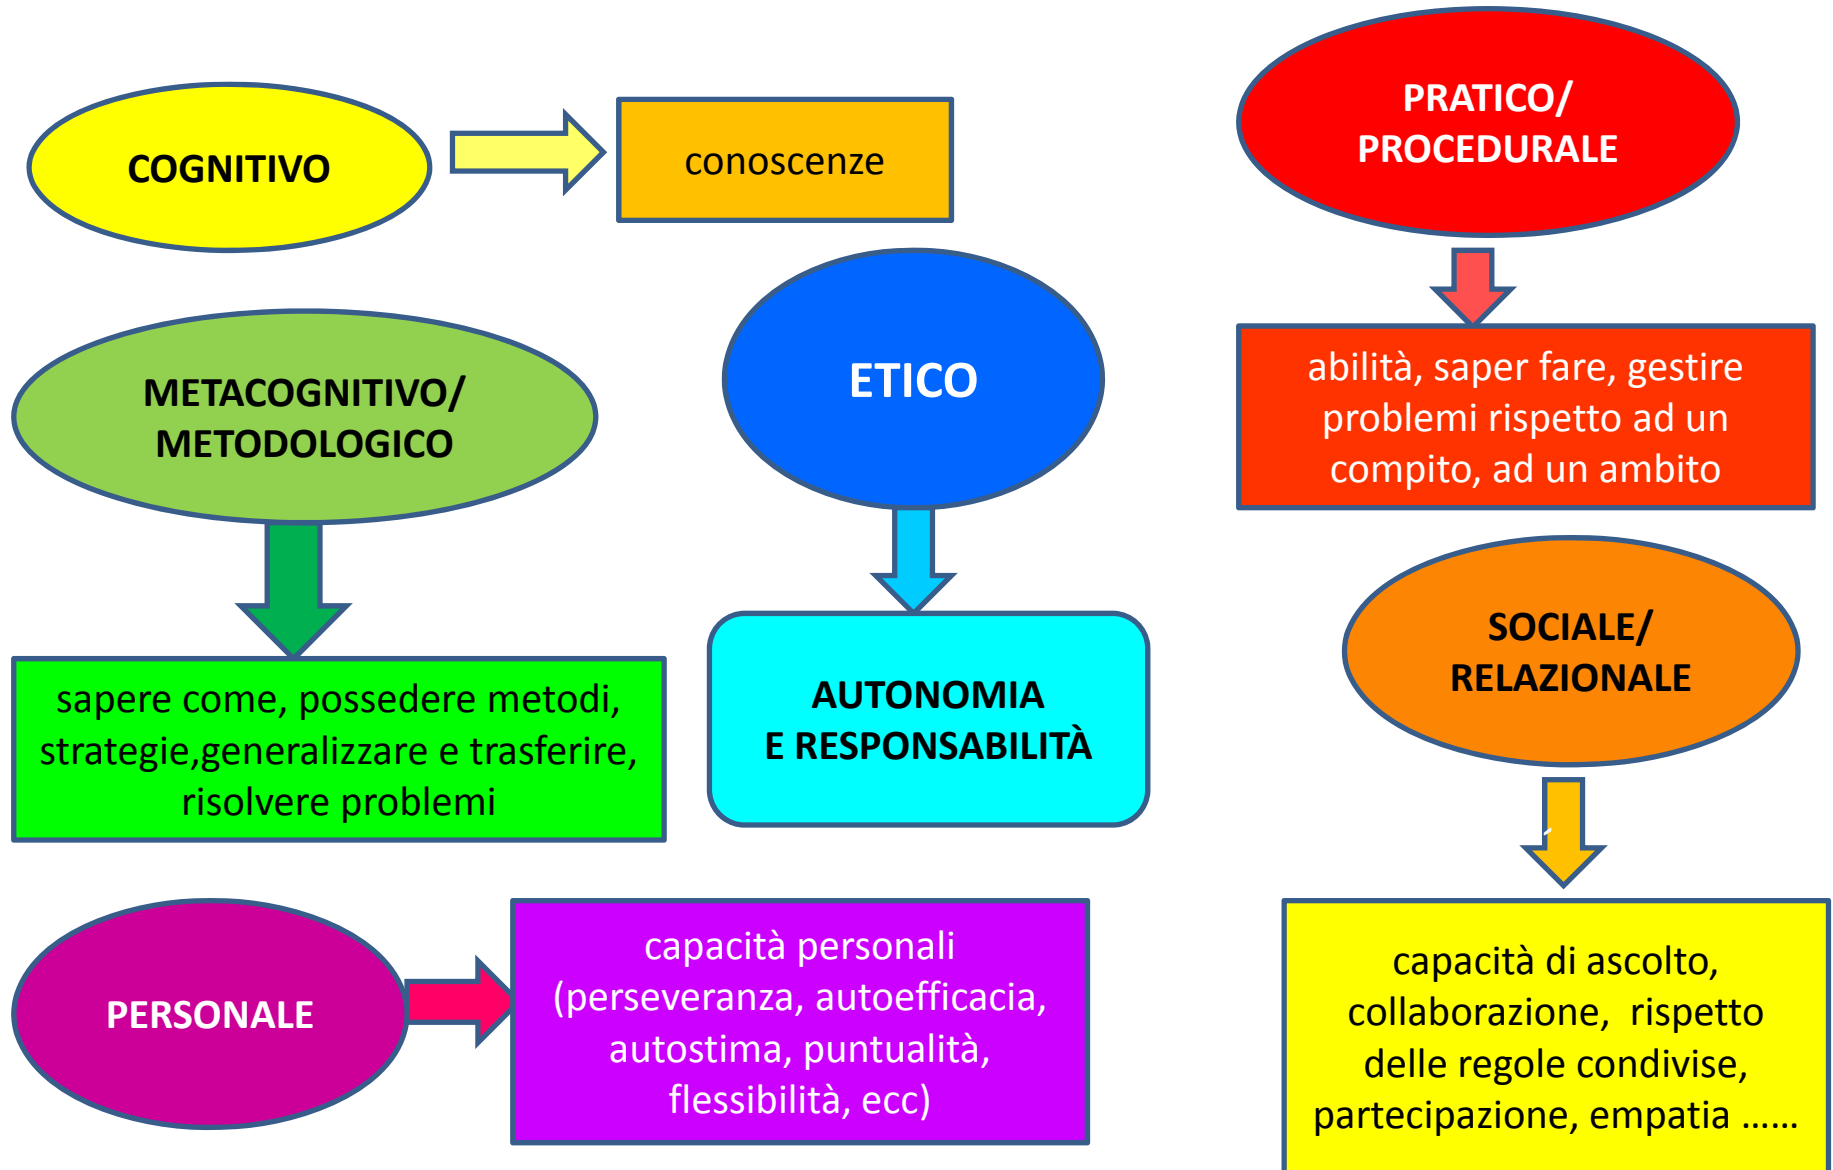 COGNITIVO
conoscenze
PRATICO/
PROCEDURALE
abilità, saper fare, gestire
problemi rispetto ad un
compito, ad un ambito
METACOGNITIVO/
METODOLOGICO
sapere come, possedere metodi,
strategie,generalizzare e trasferire,
risolvere problemi
ETICO
AUTONOMIA
E RESPONSABILITÀ
SOCIALE/
RELAZIONALE
capacità di ascolto,
collaborazione, rispetto
delle regole condivise,
partecipazione, empatia ......
PERSONALE
capacità personali
(perseveranza, autoefficacia,
autostima, puntualità,
flessibilità, ecc)